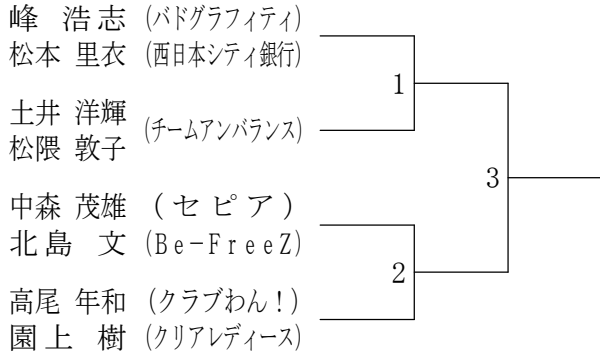 峰 浩志 (バドグラフィティ)
松本 里衣 (西日本シティ銀行)
1
土井 洋輝
(チームアンバランス)
松隈 敦子
3
中森 茂雄 (セピア)
北島 文 (Be-FreeZ)
2
高尾 年和 (クラブわん！)
園上 樹 (クリアレディース)